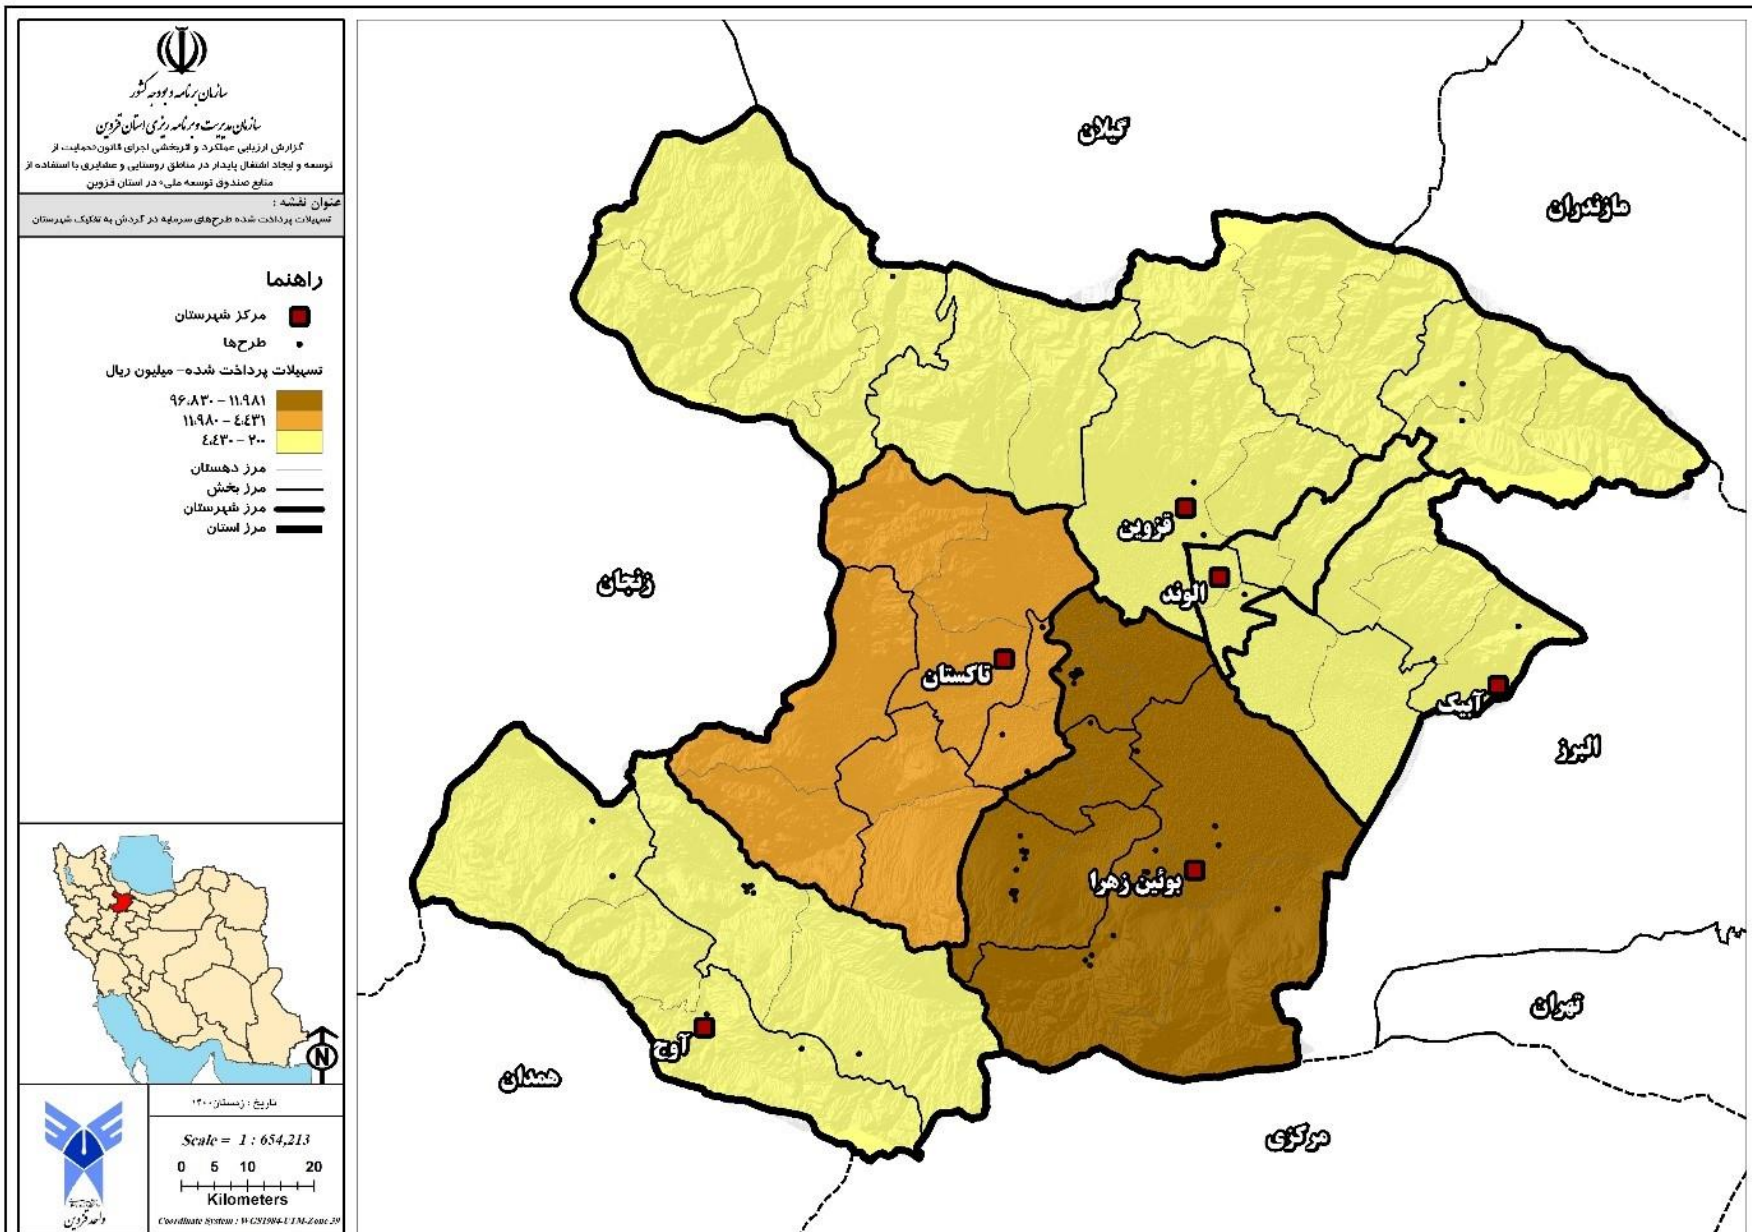 سازمان برنامه و بودجه کشور
سازمان مدیریت و برنامه ریزی استان قزوین
گزارش ارزیابی عملکرد و اثربخشی اجرای قانون «حمایت از
توسعه و ایجاد اشتغال پایدار در مناطق روستایی و عشایری با استفاده از
منابع صندوق توسعه ملی» در استان قزوین
عنوان نقشه :
تسهیلات پرداخت شده طرح‌های سرمایه در گردش به تفکیک شهرستان
راهنما
مرکز شهرستان
طرح‌ها
تسهیلات پرداخت شده- میلیون ریال
۱۱،۹۸۱ – ۹۶،۸۳۰
۴،۴۳۱ – ۱۱،۹۸۰
۲۰۰ – ۴،۴۳۰
مرز دهستان
مرز بخش
مرز شهرستان
مرز استان
N
تاریخ : زمستان ۱۴۰۰
Scale = 1 : 654,213
0 5 10 20
Kilometers
Coordinate System : WGS1984-UTM-Zone 39
واحد قزوین
گیلان
مازندران
زنجان
قزوین
الوند
تاکستان
آبیک
البرز
بوئین زهرا
آوج
همدان
تهران
مرکزی